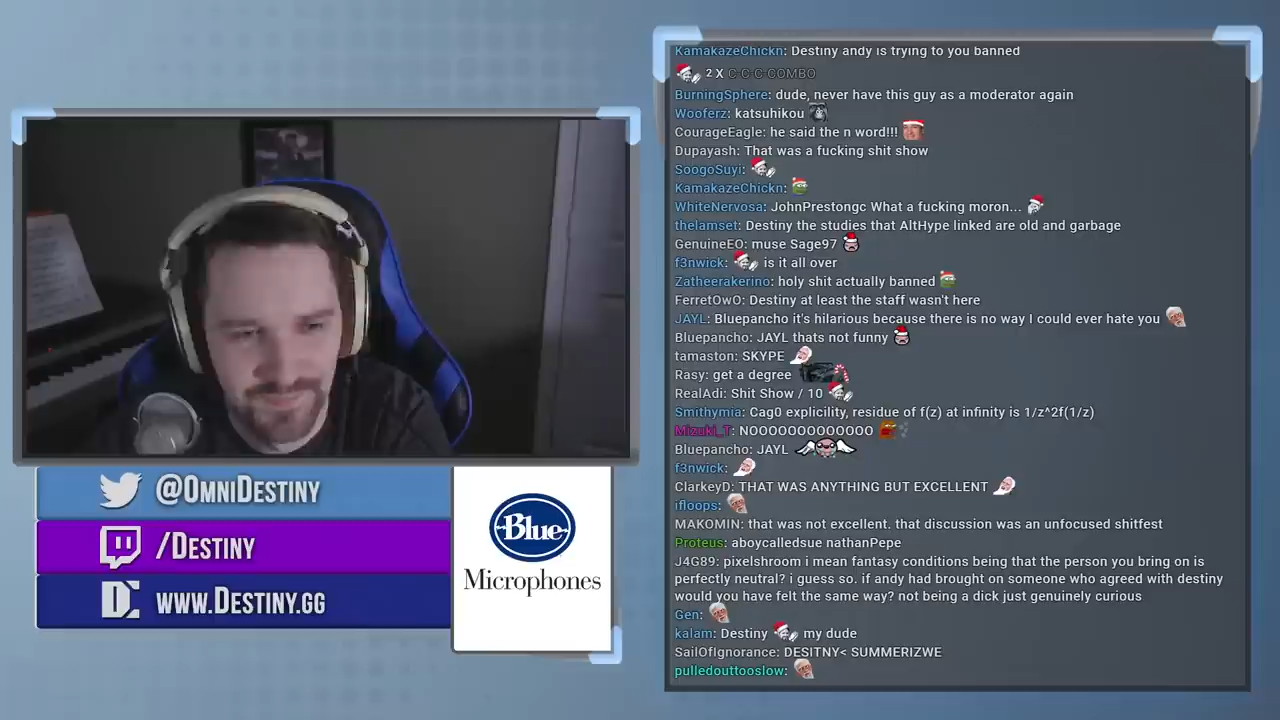 KamakazeChickn: Destiny andy is trying to you banned
2 X C-C-C-COMBO
BurningSphere: dude, never have this guy as a moderator again
Wooferz: katsuhikou
CourageEagle: he said the n word!!!
Dupayash: That was a fucking shit show
SoogoSuyi:
KamakazeChickn:
WhiteNervosa: JohnPrestongc What a fucking moron...
thelamset: Destiny the studies that AltHype linked are old and garbage
GenuineEO: muse Sage97
f3nwick: is it all over
Zatheerakerino: holy shit actually banned
FerretOwO: Destiny at least the staff wasn't here
JAYL: Bluepancho it's hilarious because there is no way I could ever hate you
Bluepancho: JAYL thats not funny
tamaston: SKYPE
Rasy: get a degree
RealAdi: Shit Show / 10
Smithymia: Cag0 explicility, residue of f(z) at infinity is 1/z^2f(1/z)
Mizuki_T: NOOOOOOOOOOOOO
Bluepancho: JAYL
f3nwick:
ClarkeyD: THAT WAS ANYTHING BUT EXCELLENT
ifloops:
MAKOMIN: that was not excellent. that discussion was an unfocused shitfest
Proteus: aboycalledsue nathanPepe
J4G89: pixelshroom i mean fantasy conditions being that the person you bring on is
perfectly neutral? i guess so. if andy had brought on someone who agreed with destiny
would you have felt the same way? not being a dick just genuinely curious
Gen:
kalam: Destiny my dude
SailOfIgnorance: DESITNY< SUMMERIZWE
pulledouttooslow:
@OmniDestiny
/Destiny
www.Destiny.gg
Blue
Microphones